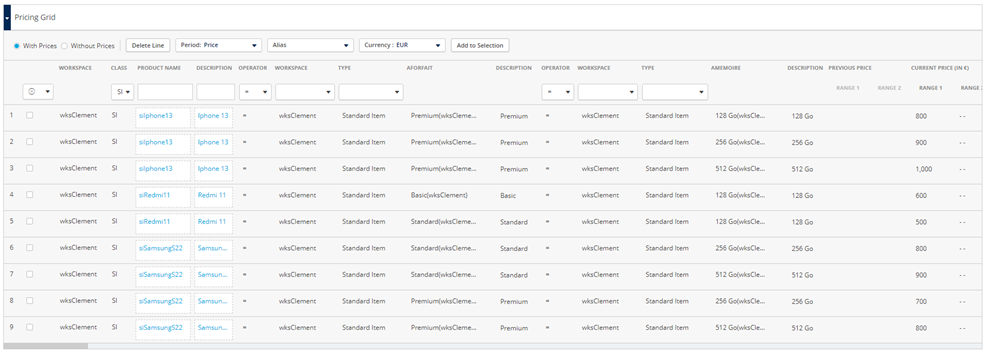 Pricing Grid
With Prices Without Prices Delete Line Period: Price Alias Currency : EUR Add to Selection
WORKSPACE CLASS PRODUCT NAME DESCRIPTION OPERATOR WORKSPACE TYPE AFORFAIT DESCRIPTION OPERATOR WORKSPACE TYPE AMEMOIRE DESCRIPTION PREVIOUS PRICE CURRENT PRICE (IN €)
SI = = RANGE 1 RANGE 2 RANGE 1 RANGE 2
1 wksClement SI siIphone13 Iphone 13 = wksClement Standard Item Premium(wksCleme... Premium = wksClement Standard Item 128 Go(wksCle... 128 Go 800 - -
2 wksClement SI siIphone13 Iphone 13 = wksClement Standard Item Premium(wksCleme... Premium = wksClement Standard Item 256 Go(wksCle... 256 Go 900 - -
3 wksClement SI siIphone13 Iphone 13 = wksClement Standard Item Premium(wksCleme... Premium = wksClement Standard Item 512 Go(wksCle... 512 Go 1,000 - -
4 wksClement SI siRedmi11 Redmi 11 = wksClement Standard Item Basic(wksClement) Basic = wksClement Standard Item 128 Go(wksCle... 128 Go 600 - -
5 wksClement SI siRedmi11 Redmi 11 = wksClement Standard Item Standard(wksCleme... Standard = wksClement Standard Item 128 Go(wksCle... 128 Go 500 - -
6 wksClement SI siSamsungS22 Samsun... = wksClement Standard Item Standard(wksCleme... Standard = wksClement Standard Item 256 Go(wksCle... 256 Go 800 - -
7 wksClement SI siSamsungS22 Samsun... = wksClement Standard Item Standard(wksCleme... Standard = wksClement Standard Item 512 Go(wksCle... 512 Go 900 - -
8 wksClement SI siSamsungS22 Samsun... = wksClement Standard Item Premium(wksCleme... Premium = wksClement Standard Item 256 Go(wksCle... 256 Go 700 - -
9 wksClement SI siSamsungS22 Samsun... = wksClement Standard Item Premium(wksCleme... Premium = wksClement Standard Item 512 Go(wksCle... 512 Go 800 - -